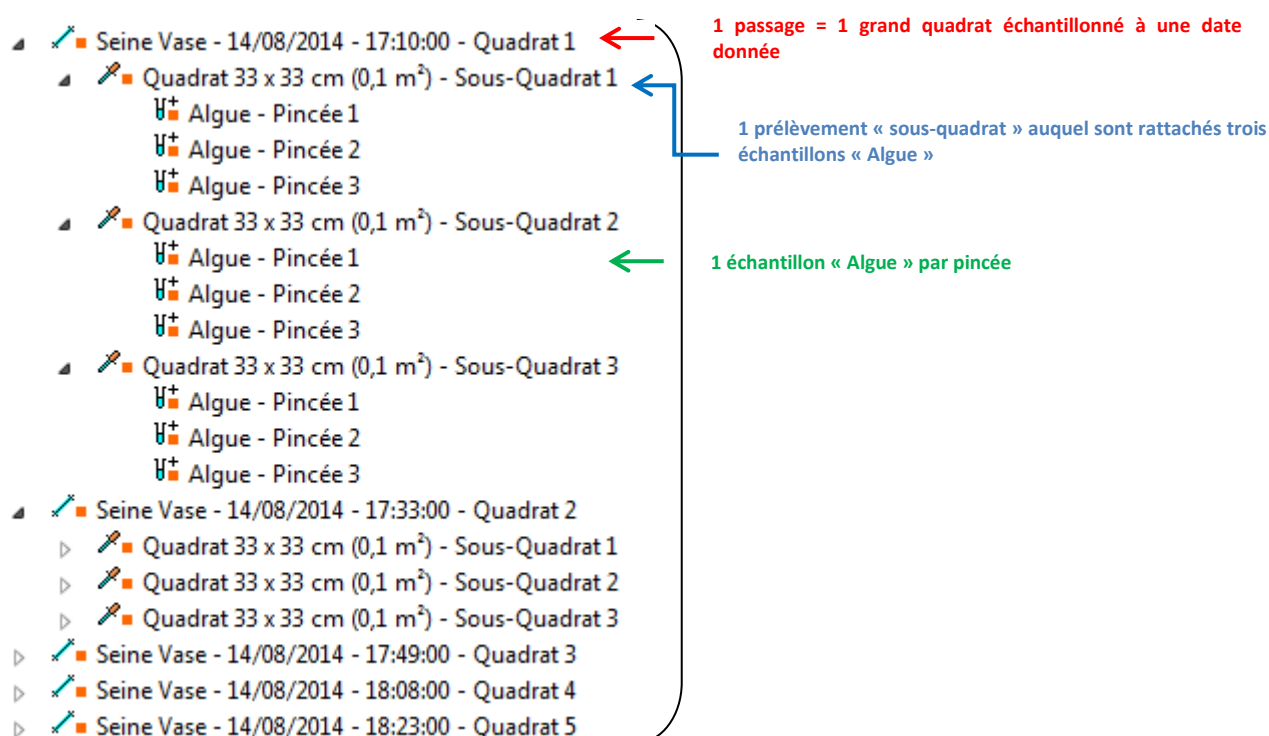 Seine Vase - 14/08/2014 - 17:10:00 - Quadrat 1
1 passage = 1 grand quadrat échantillonné à une date
donnée
Quadrat 33 x 33 cm (0,1 m²) - Sous-Quadrat 1
Algue - Pincée 1
1 prélèvement « sous-quadrat » auquel sont rattachés trois
échantillons « Algue »
Algue - Pincée 2
Algue - Pincée 3
Quadrat 33 x 33 cm (0,1 m²) - Sous-Quadrat 2
Algue - Pincée 1
1 échantillon « Algue » par pincée
Algue - Pincée 2
Algue - Pincée 3
Quadrat 33 x 33 cm (0,1 m²) - Sous-Quadrat 3
Algue - Pincée 1
Algue - Pincée 2
Algue - Pincée 3
Seine Vase - 14/08/2014 - 17:33:00 - Quadrat 2
Quadrat 33 x 33 cm (0,1 m²) - Sous-Quadrat 1
Quadrat 33 x 33 cm (0,1 m²) - Sous-Quadrat 2
Quadrat 33 x 33 cm (0,1 m²) - Sous-Quadrat 3
Seine Vase - 14/08/2014 - 17:49:00 - Quadrat 3
Seine Vase - 14/08/2014 - 18:08:00 - Quadrat 4
Seine Vase - 14/08/2014 - 18:23:00 - Quadrat 5